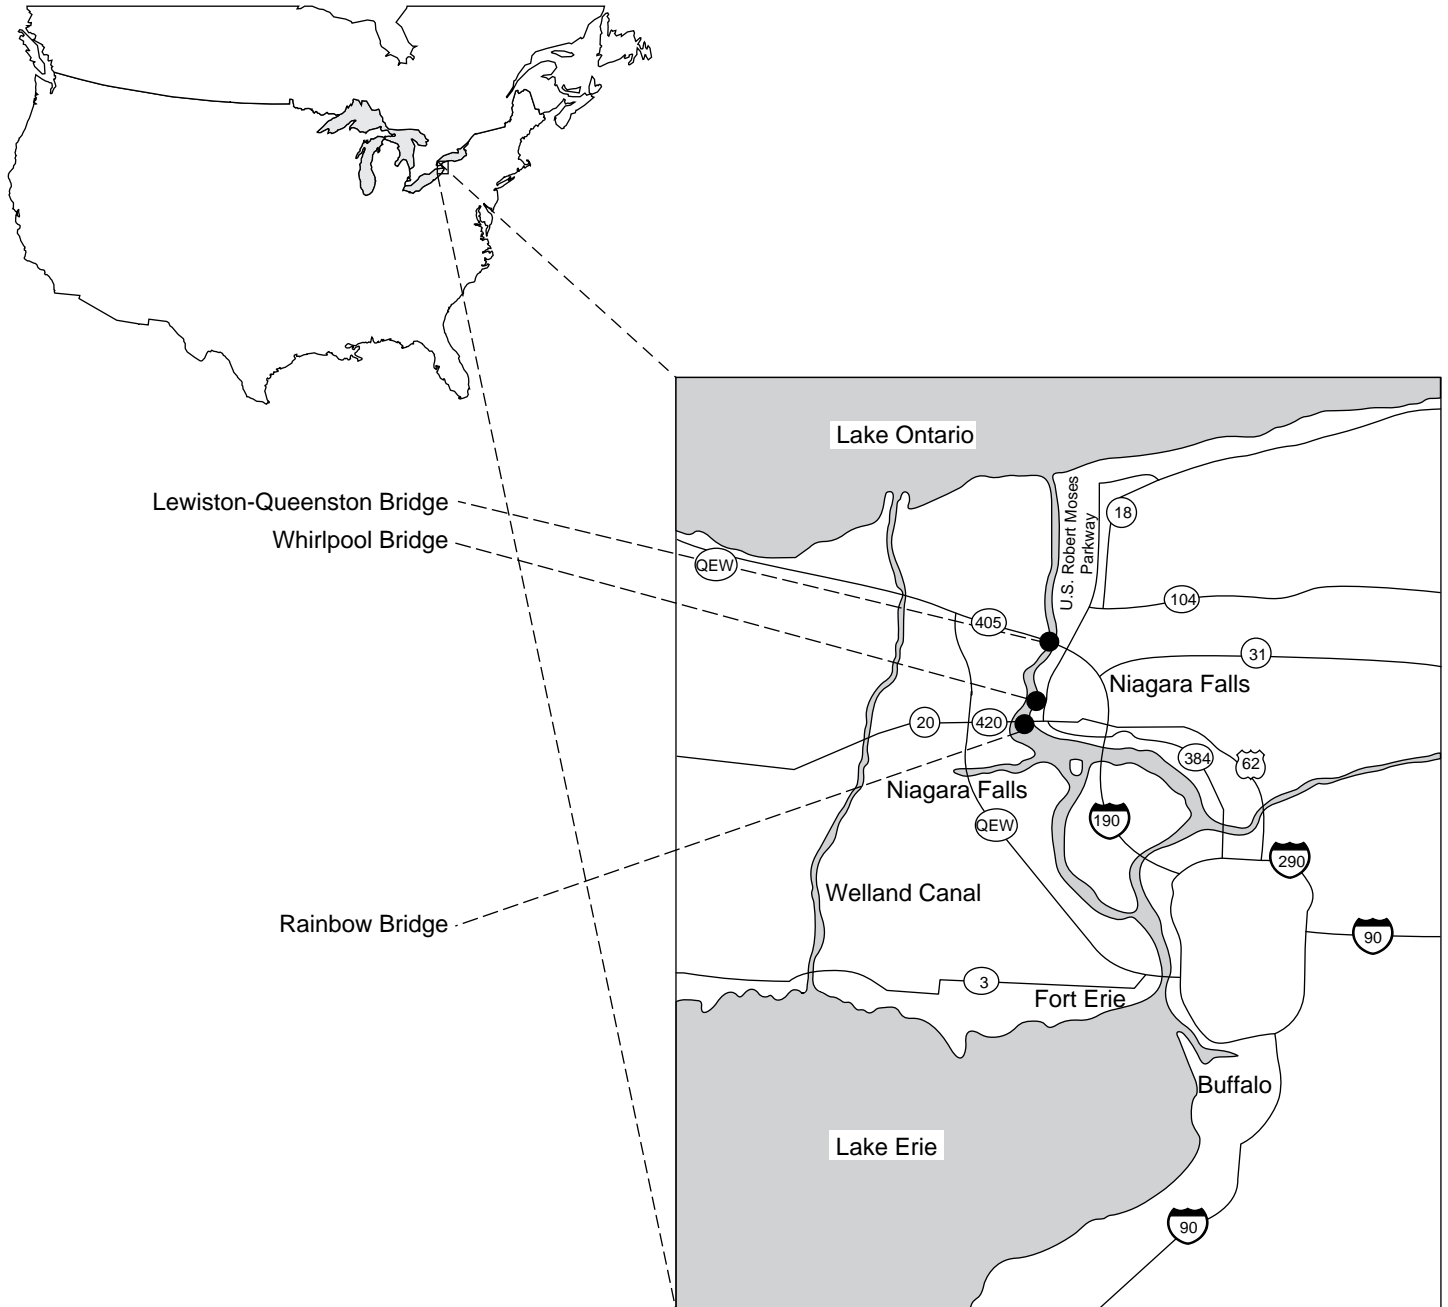 Lake Ontario
Lewiston-Queenston Bridge
Whirlpool Bridge
U.S. Robert Moses
Parkway
18
QEW
104
405
31
Niagara Falls
20
420
384
62
Niagara Falls
190
QEW
290
Welland Canal
Rainbow Bridge
90
3
Fort Erie
Buffalo
Lake Erie
90